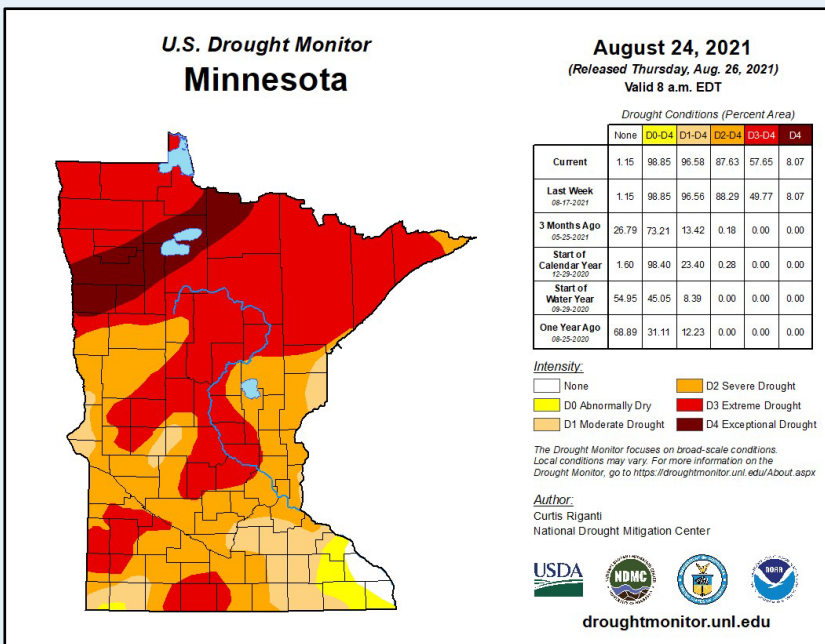 U.S. Drought Monitor
Minnesota
August 24, 2021
(Released Thursday, Aug. 26, 2021)
Valid 8 a.m. EDT
Drought Conditions (Percent Area)
None D0-D4 D1-D4 D2-D4 D3-D4 D4
Current 1.15 98.85 96.58 87.63 57.65 8.07
Last Week 08-17-2021 1.15 98.85 96.56 88.29 49.77 8.07
3 Months Ago 05-25-2021 26.79 73.21 13.42 0.18 0.00 0.00
Start of Calendar Year 12-29-2020 1.60 98.40 23.40 0.28 0.00 0.00
Start of Water Year 09-29-2020 54.95 45.05 8.39 0.00 0.00 0.00
One Year Ago 08-25-2020 68.89 31.11 12.23 0.00 0.00 0.00
Intensity:
None D2 Severe Drought
D0 Abnormally Dry D3 Extreme Drought
D1 Moderate Drought D4 Exceptional Drought
The Drought Monitor focuses on broad-scale conditions.
Local conditions may vary. For more information on the
Drought Monitor, go to https://droughtmonitor.unl.edu/About.aspx
Author:
Curtis Riganti
National Drought Mitigation Center
USDA NDMC NOAA
droughtmonitor.unl.edu